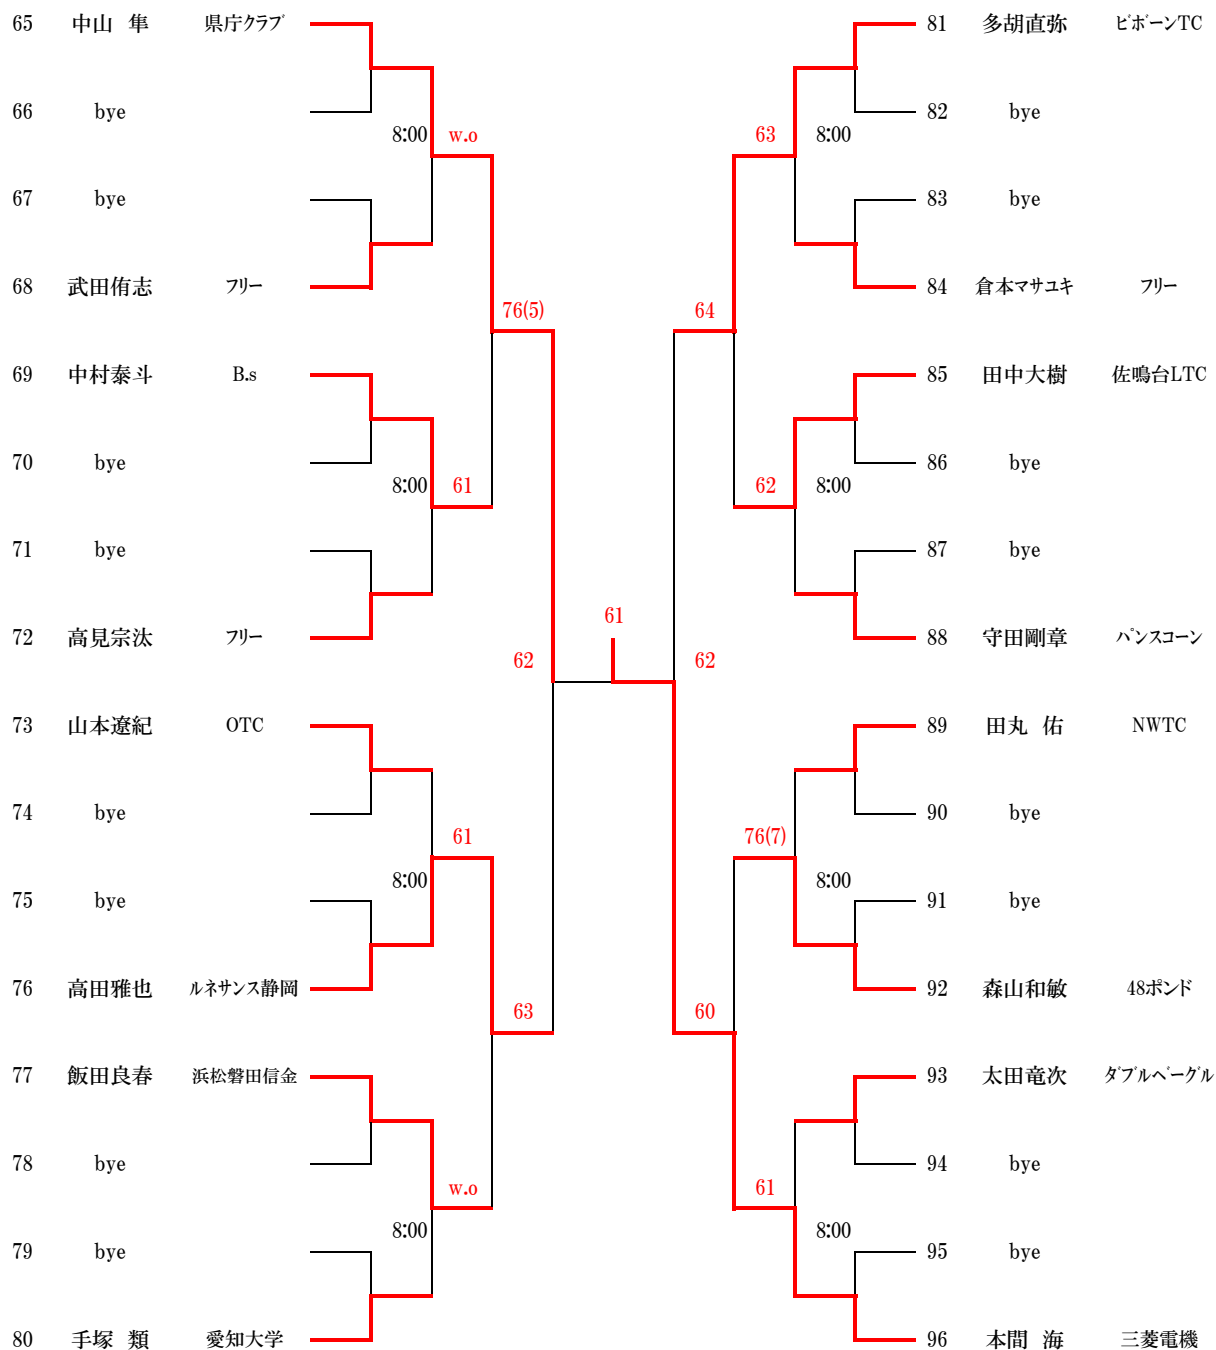 65 中山 隼 県庁クラブ
66 bye
8:00 w.o
67 bye
68 武田侑志 フリー
76(5)
69 中村泰斗 B.s
70 bye
8:00 61
71 bye
72 高見宗汰 フリー
62
73 山本遼紀 OTC
74 bye
61
8:00
75 bye
76 高田雅也 ルネサンス静岡
63
77 飯田良春 浜松磐田信金
78 bye
w.o
8:00
79 bye
80 手塚 類 愛知大学
61
81 多胡直弥 ビボーンTC
82 bye
63 8:00
83 bye
84 倉本マサユキ フリー
64
85 田中大樹 佐鳴台LTC
86 bye
62 8:00
87 bye
88 守田剛章 パンスコーン
62
89 田丸 佑 NWTC
90 bye
76(7)
8:00
91 bye
92 森山和敏 48ポンド
60
93 太田竜次 ダブルベーグル
94 bye
61
8:00
95 bye
96 本間 海 三菱電機